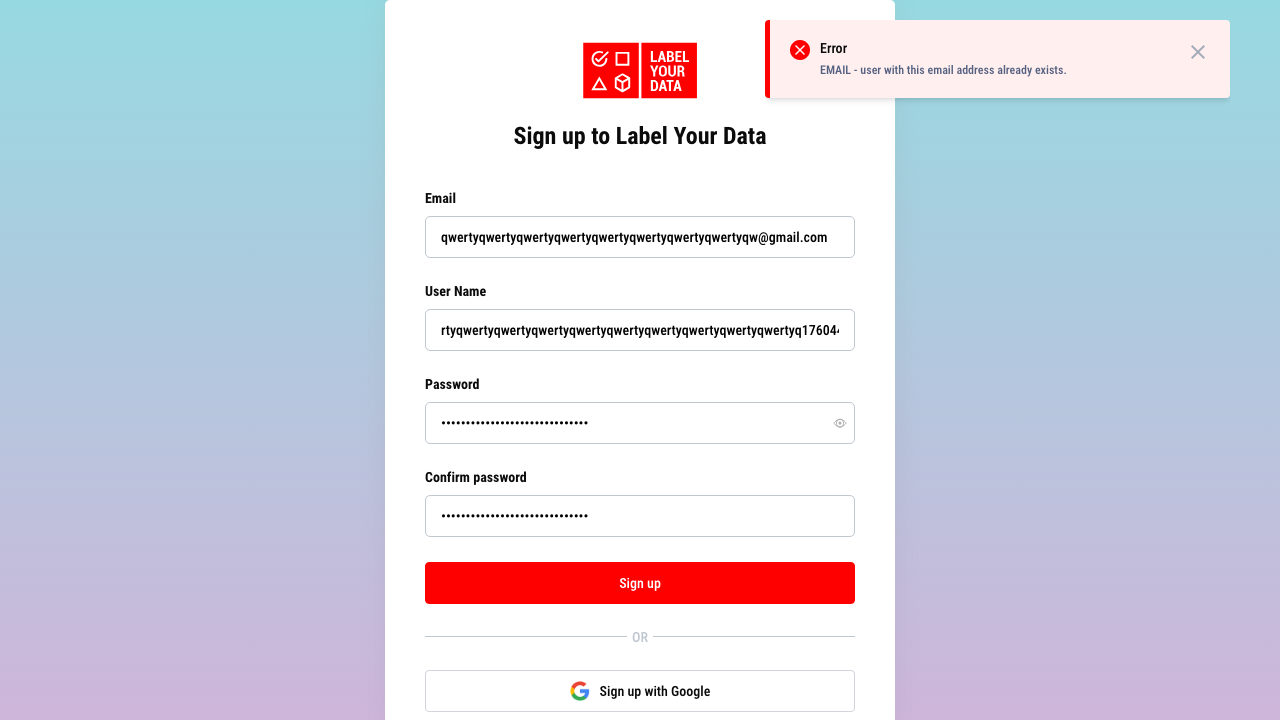 LABEL
YOUR
DATA
Error
EMAIL - user with this email address already exists.
Sign up to Label Your Data
Email
qwertyqwertyqwertyqwertyqwertyqwertyqwertyqwertyqw@gmail.com
User Name
rtyqwertyqwertyqwertyqwertyqwertyqwertyqwertyqwertyqwertyq17604
Password
••••••••••••••••••••••••••••••
Confirm password
••••••••••••••••••••••••••••••
Sign up
OR
Sign up with Google